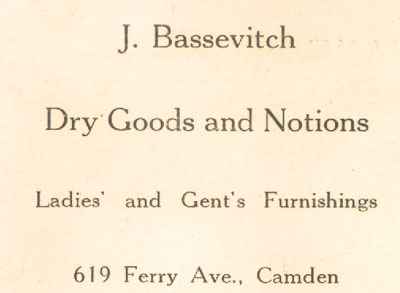 J. Bassevitch
Dry Goods and Notions
Ladies' and Gent's Furnishings
619 Ferry Ave., Camden